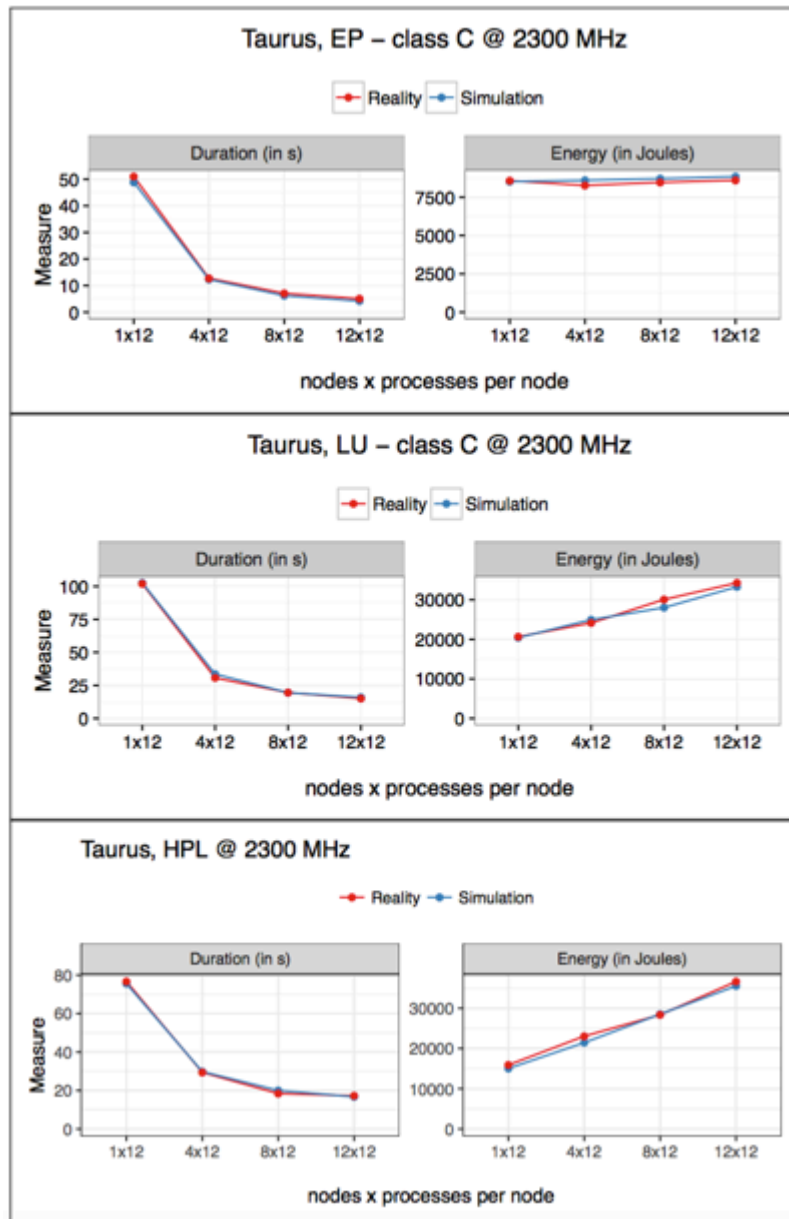 Taurus, EP – class C @ 2300 MHz
Reality Simulation
Duration (in s) Energy (in Joules)
Measure
50
40
30
20
10
0
7500
5000
2500
0
1x12 4x12 8x12 12x12 1x12 4x12 8x12 12x12
nodes x processes per node
Taurus, LU – class C @ 2300 MHz
Reality Simulation
Duration (in s) Energy (in Joules)
Measure
100
75
50
25
0
30000
20000
10000
0
1x12 4x12 8x12 12x12 1x12 4x12 8x12 12x12
nodes x processes per node
Taurus, HPL @ 2300 MHz
Reality Simulation
Duration (in s) Energy (in Joules)
Measure
80
60
40
20
0
30000
20000
10000
0
1x12 4x12 8x12 12x12 1x12 4x12 8x12 12x12
nodes x processes per node